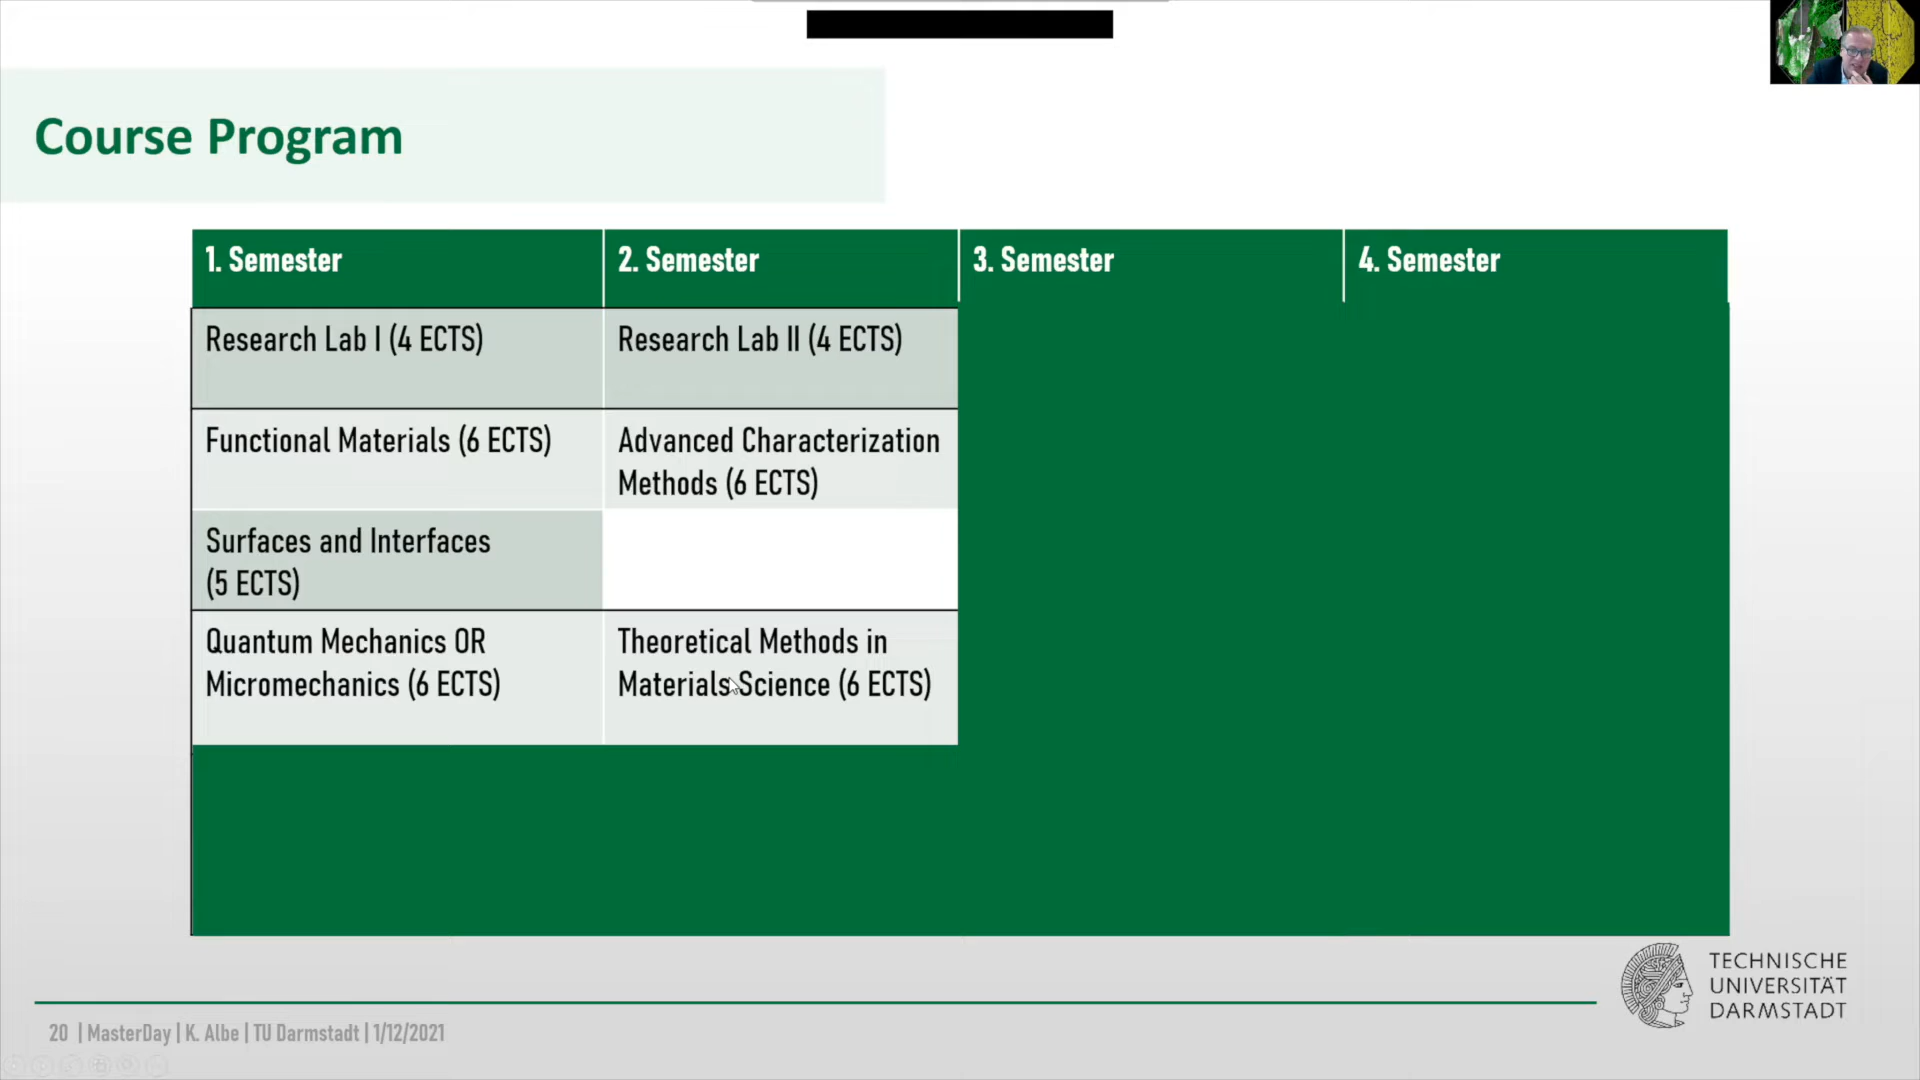 Course Program
1. Semester
2. Semester
3. Semester
4. Semester
Research Lab I (4 ECTS)
Research Lab II (4 ECTS)
Functional Materials (6 ECTS)
Advanced Characterization
Methods (6 ECTS)
Surfaces and Interfaces
(5 ECTS)
Quantum Mechanics OR
Micromechanics (6 ECTS)
Theoretical Methods in
Materials Science (6 ECTS)
TECHNISCHE
UNIVERSITÄT
DARMSTADT
20 | MasterDay | K. Albe | TU Darmstadt | 1/12/2021